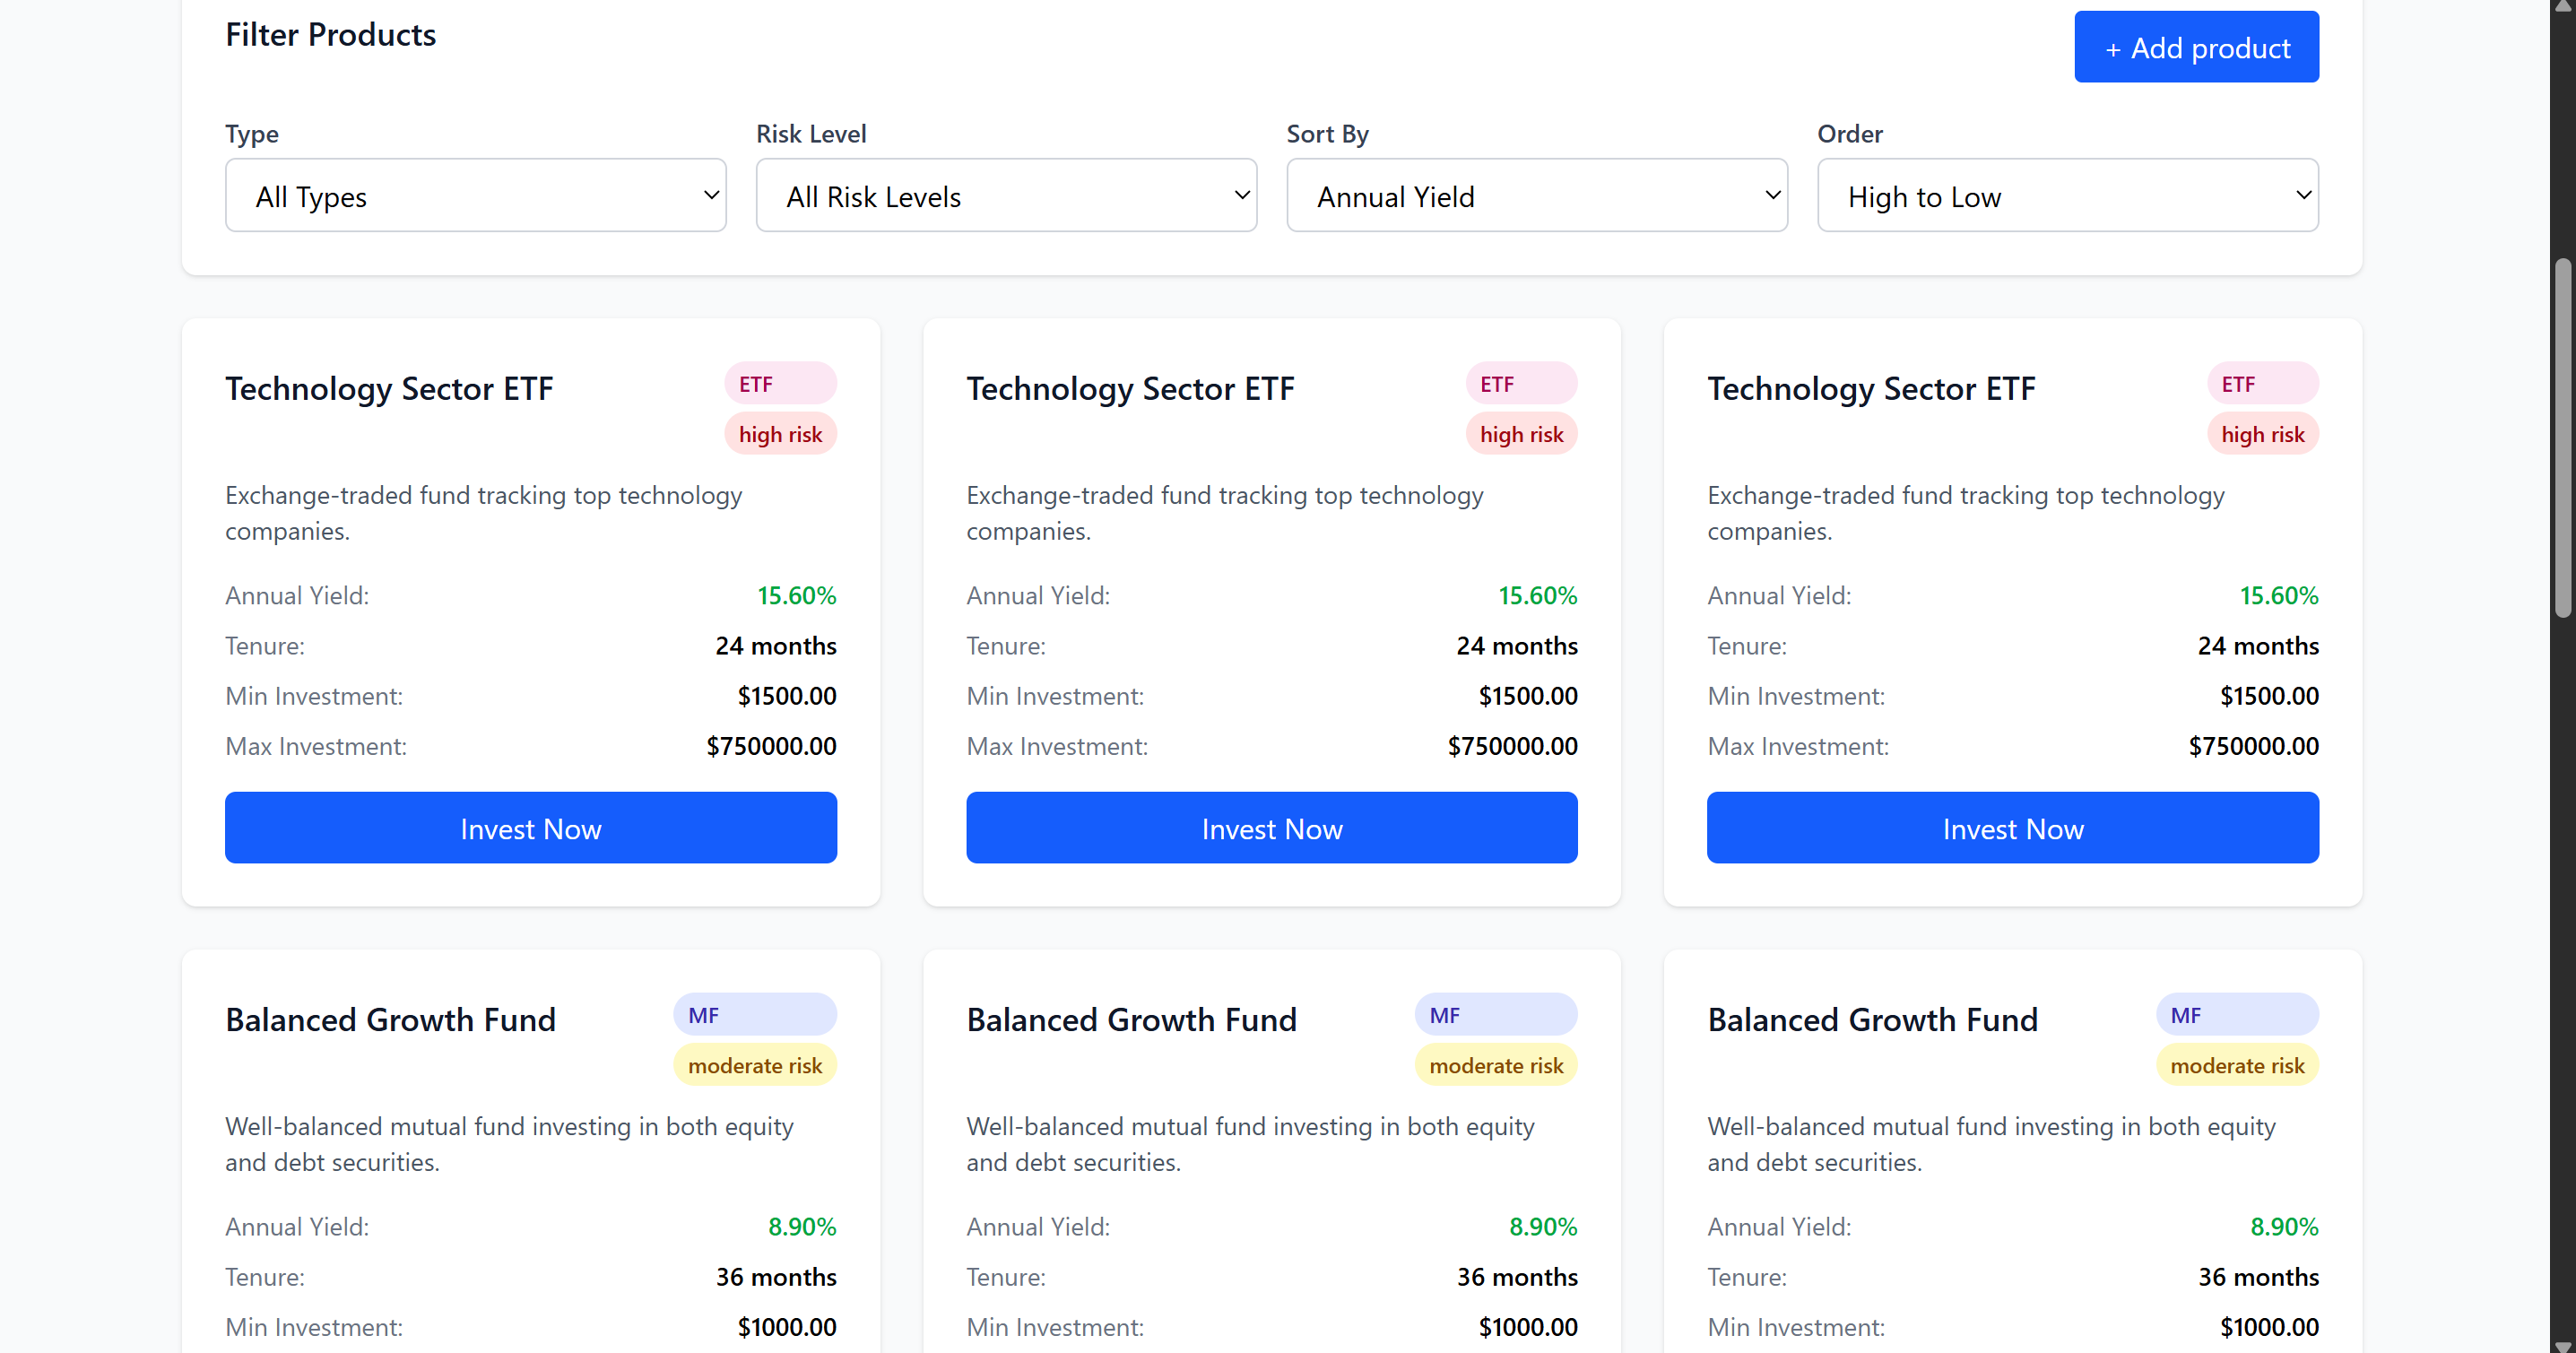 Filter Products
+ Add product
Type
Risk Level
Sort By
Order
All Types
All Risk Levels
Annual Yield
High to Low
Technology Sector ETF
ETF
high risk
Exchange-traded fund tracking top technology
companies.
Annual Yield: 15.60%
Tenure: 24 months
Min Investment: $1500.00
Max Investment: $750000.00
Invest Now
Technology Sector ETF
ETF
high risk
Exchange-traded fund tracking top technology
companies.
Annual Yield: 15.60%
Tenure: 24 months
Min Investment: $1500.00
Max Investment: $750000.00
Invest Now
Technology Sector ETF
ETF
high risk
Exchange-traded fund tracking top technology
companies.
Annual Yield: 15.60%
Tenure: 24 months
Min Investment: $1500.00
Max Investment: $750000.00
Invest Now
Balanced Growth Fund
MF
moderate risk
Well-balanced mutual fund investing in both equity
and debt securities.
Annual Yield: 8.90%
Tenure: 36 months
Min Investment: $1000.00
Balanced Growth Fund
MF
moderate risk
Well-balanced mutual fund investing in both equity
and debt securities.
Annual Yield: 8.90%
Tenure: 36 months
Min Investment: $1000.00
Balanced Growth Fund
MF
moderate risk
Well-balanced mutual fund investing in both equity
and debt securities.
Annual Yield: 8.90%
Tenure: 36 months
Min Investment: $1000.00